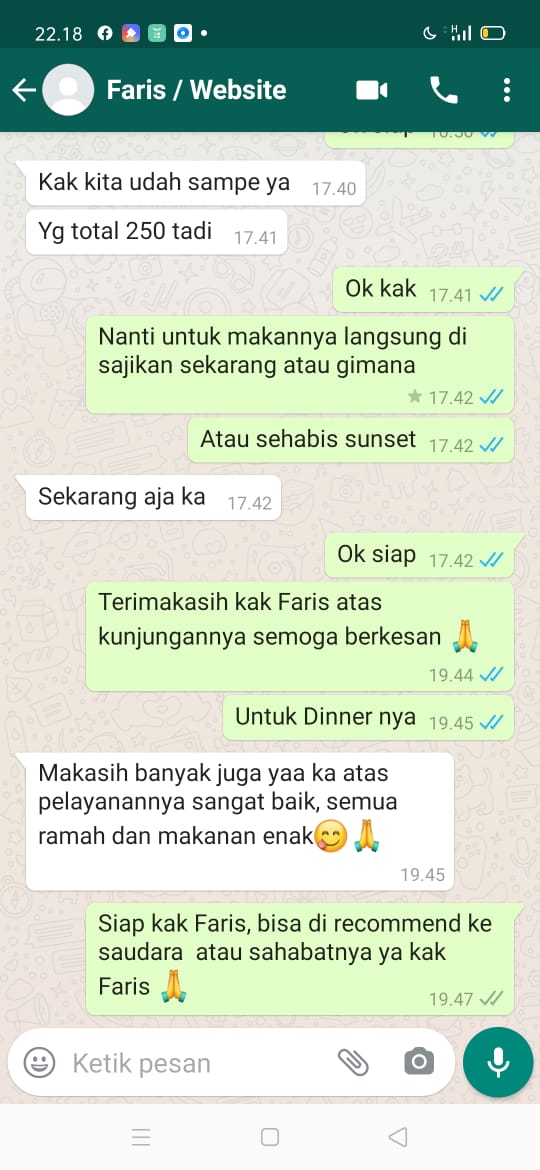 22.18
Faris / Website
16.50
Kak kita udah sampe ya 17.40
Yg total 250 tadi 17.41
Ok kak 17.41
Nanti untuk makannya langsung di
sajikan sekarang atau gimana
17.42
Atau sehabis sunset 17.42
Sekarang aja ka 17.42
Ok siap 17.42
Terimakasih kak Faris atas
kunjungannya semoga berkesan 🙏
19.44
Untuk Dinner nya 19.45
Makasih banyak juga yaa ka atas
pelayanannya sangat baik, semua
ramah dan makanan enak😋🙏
19.45
Siap kak Faris, bisa di recommend ke
saudara atau sahabatnya ya kak
Faris 🙏
19.47
Ketik pesan